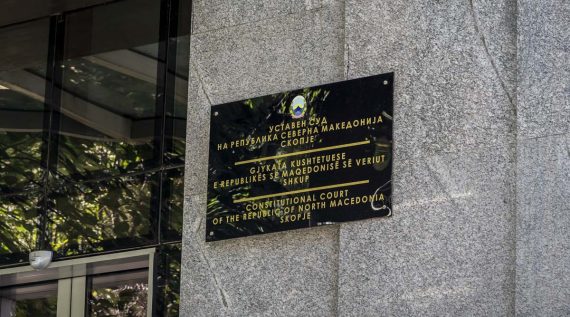 УСТАВЕН СУД
НА РЕПУБЛИКА СЕВЕРНА МАКЕДОНИЈА
СКОПЈЕ
GJYKATA KUSHTETUESE
E REPUBLIKËS SË MAQEDONISË SË VERIUT
SHKUP
CONSTITUTIONAL COURT
OF THE REPUBLIC OF NORTH MACEDONIA
SKOPJE